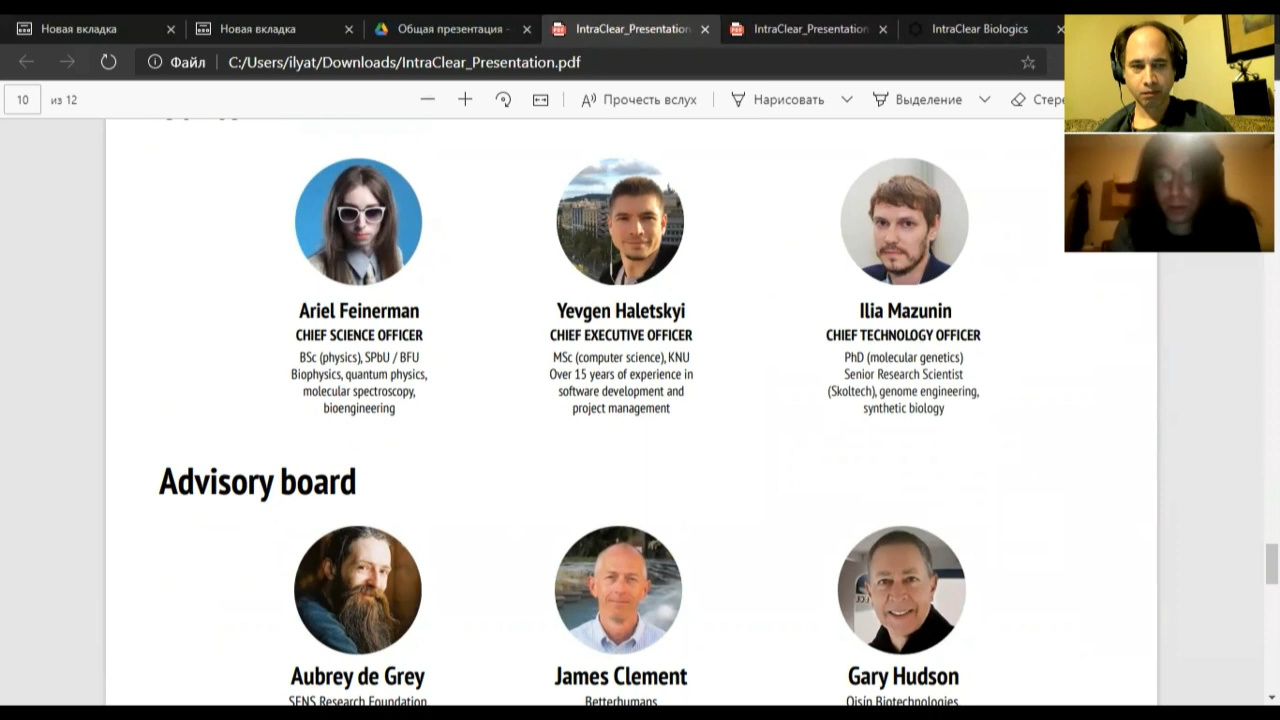 Новая вкладка
Новая вкладка
Общая презентация -
IntraClear_Presentation
IntraClear_Presentation
IntraClear Biologics
Файл
C:/Users/ilyat/Downloads/IntraClear_Presentation.pdf
10 из 12
Прочесть вслух
Нарисовать
Выделение
Стере
Ariel Feinerman
CHIEF SCIENCE OFFICER
BSc (physics), SPbU / BFU
Biophysics, quantum physics,
molecular spectroscopy,
bioengineering
Yevgen Haletskyi
CHIEF EXECUTIVE OFFICER
MSc (computer science), KNU
Over 15 years of experience in
software development and
project management
Ilia Mazunin
CHIEF TECHNOLOGY OFFICER
PhD (molecular genetics)
Senior Research Scientist
(Skoltech), genome engineering,
synthetic biology
Advisory board
Aubrey de Grey
SENS Research Foundation
James Clement
Betterhumans
Gary Hudson
Oisín Biotechnologies